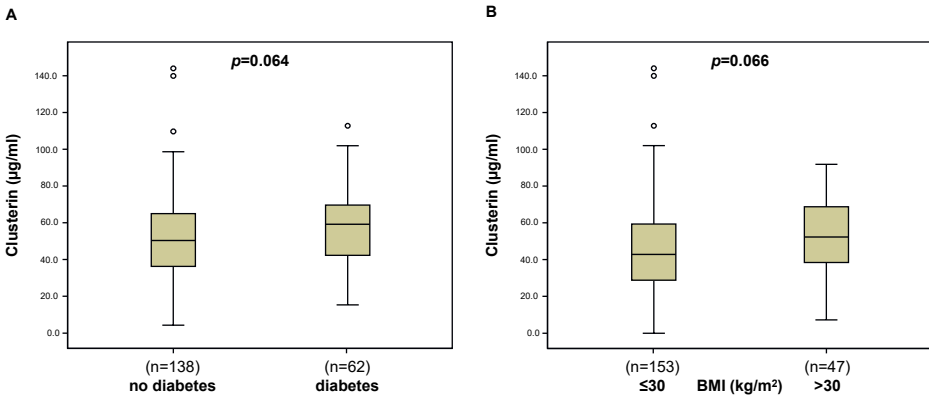 A
p=0.064
Clusterin (µg/ml)
140.0
120.0
100.0
80.0
60.0
40.0
20.0
0.0
(n=138) (n=62)
no diabetes diabetes
B
p=0.066
Clusterin (µg/ml)
140.0
120.0
100.0
80.0
60.0
40.0
20.0
0.0
(n=153) (n=47)
≤30 BMI (kg/m²) >30